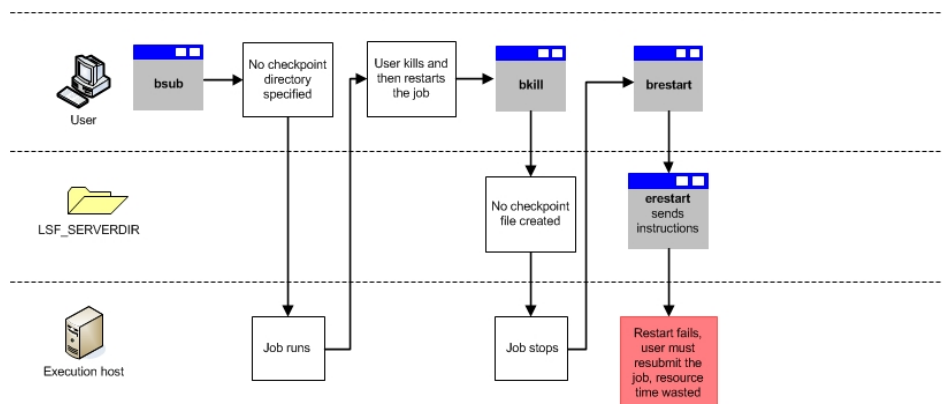 bsub
No checkpoint
directory
specified
User kills and
then restarts
the job
bkill
brestart
User
No checkpoint
file created
erestart
sends
instructions
LSF_SERVERDIR
Job runs
Job stops
Restart fails,
user must
resubmit the
job, resource
time wasted
Execution host